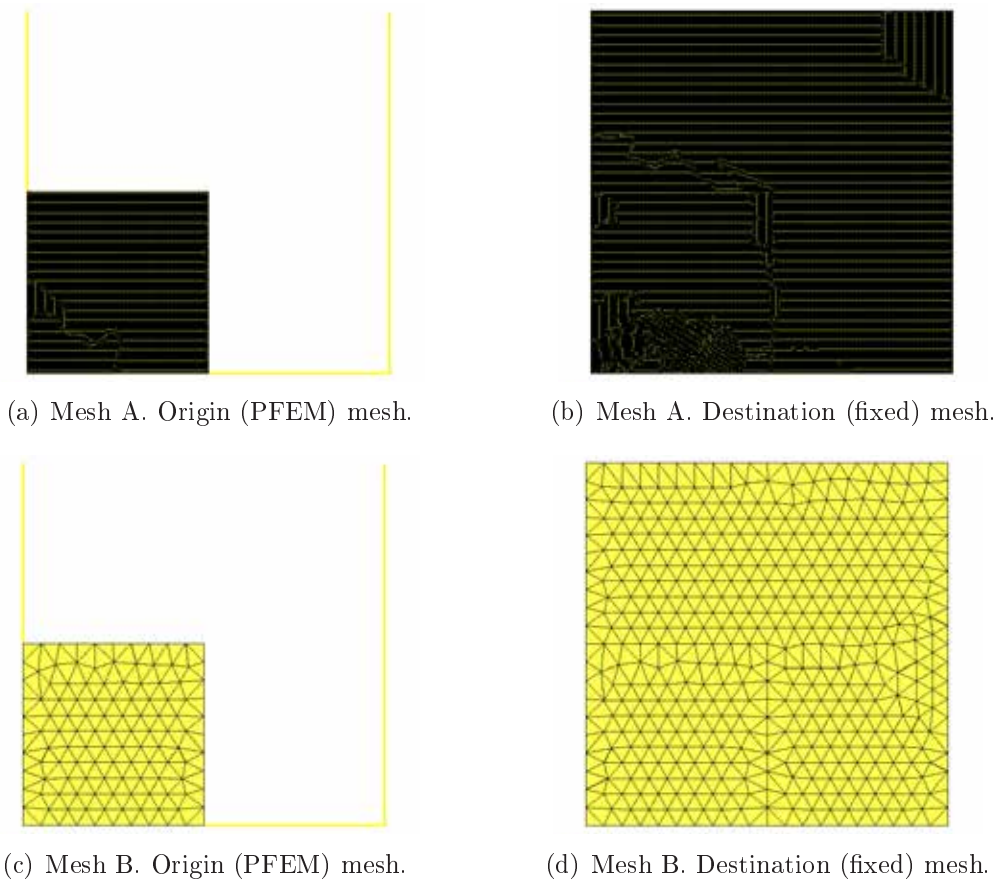 (a) Mesh A. Origin (PFEM) mesh.
(b) Mesh A. Destination (fixed) mesh.
(c) Mesh B. Origin (PFEM) mesh.
(d) Mesh B. Destination (fixed) mesh.